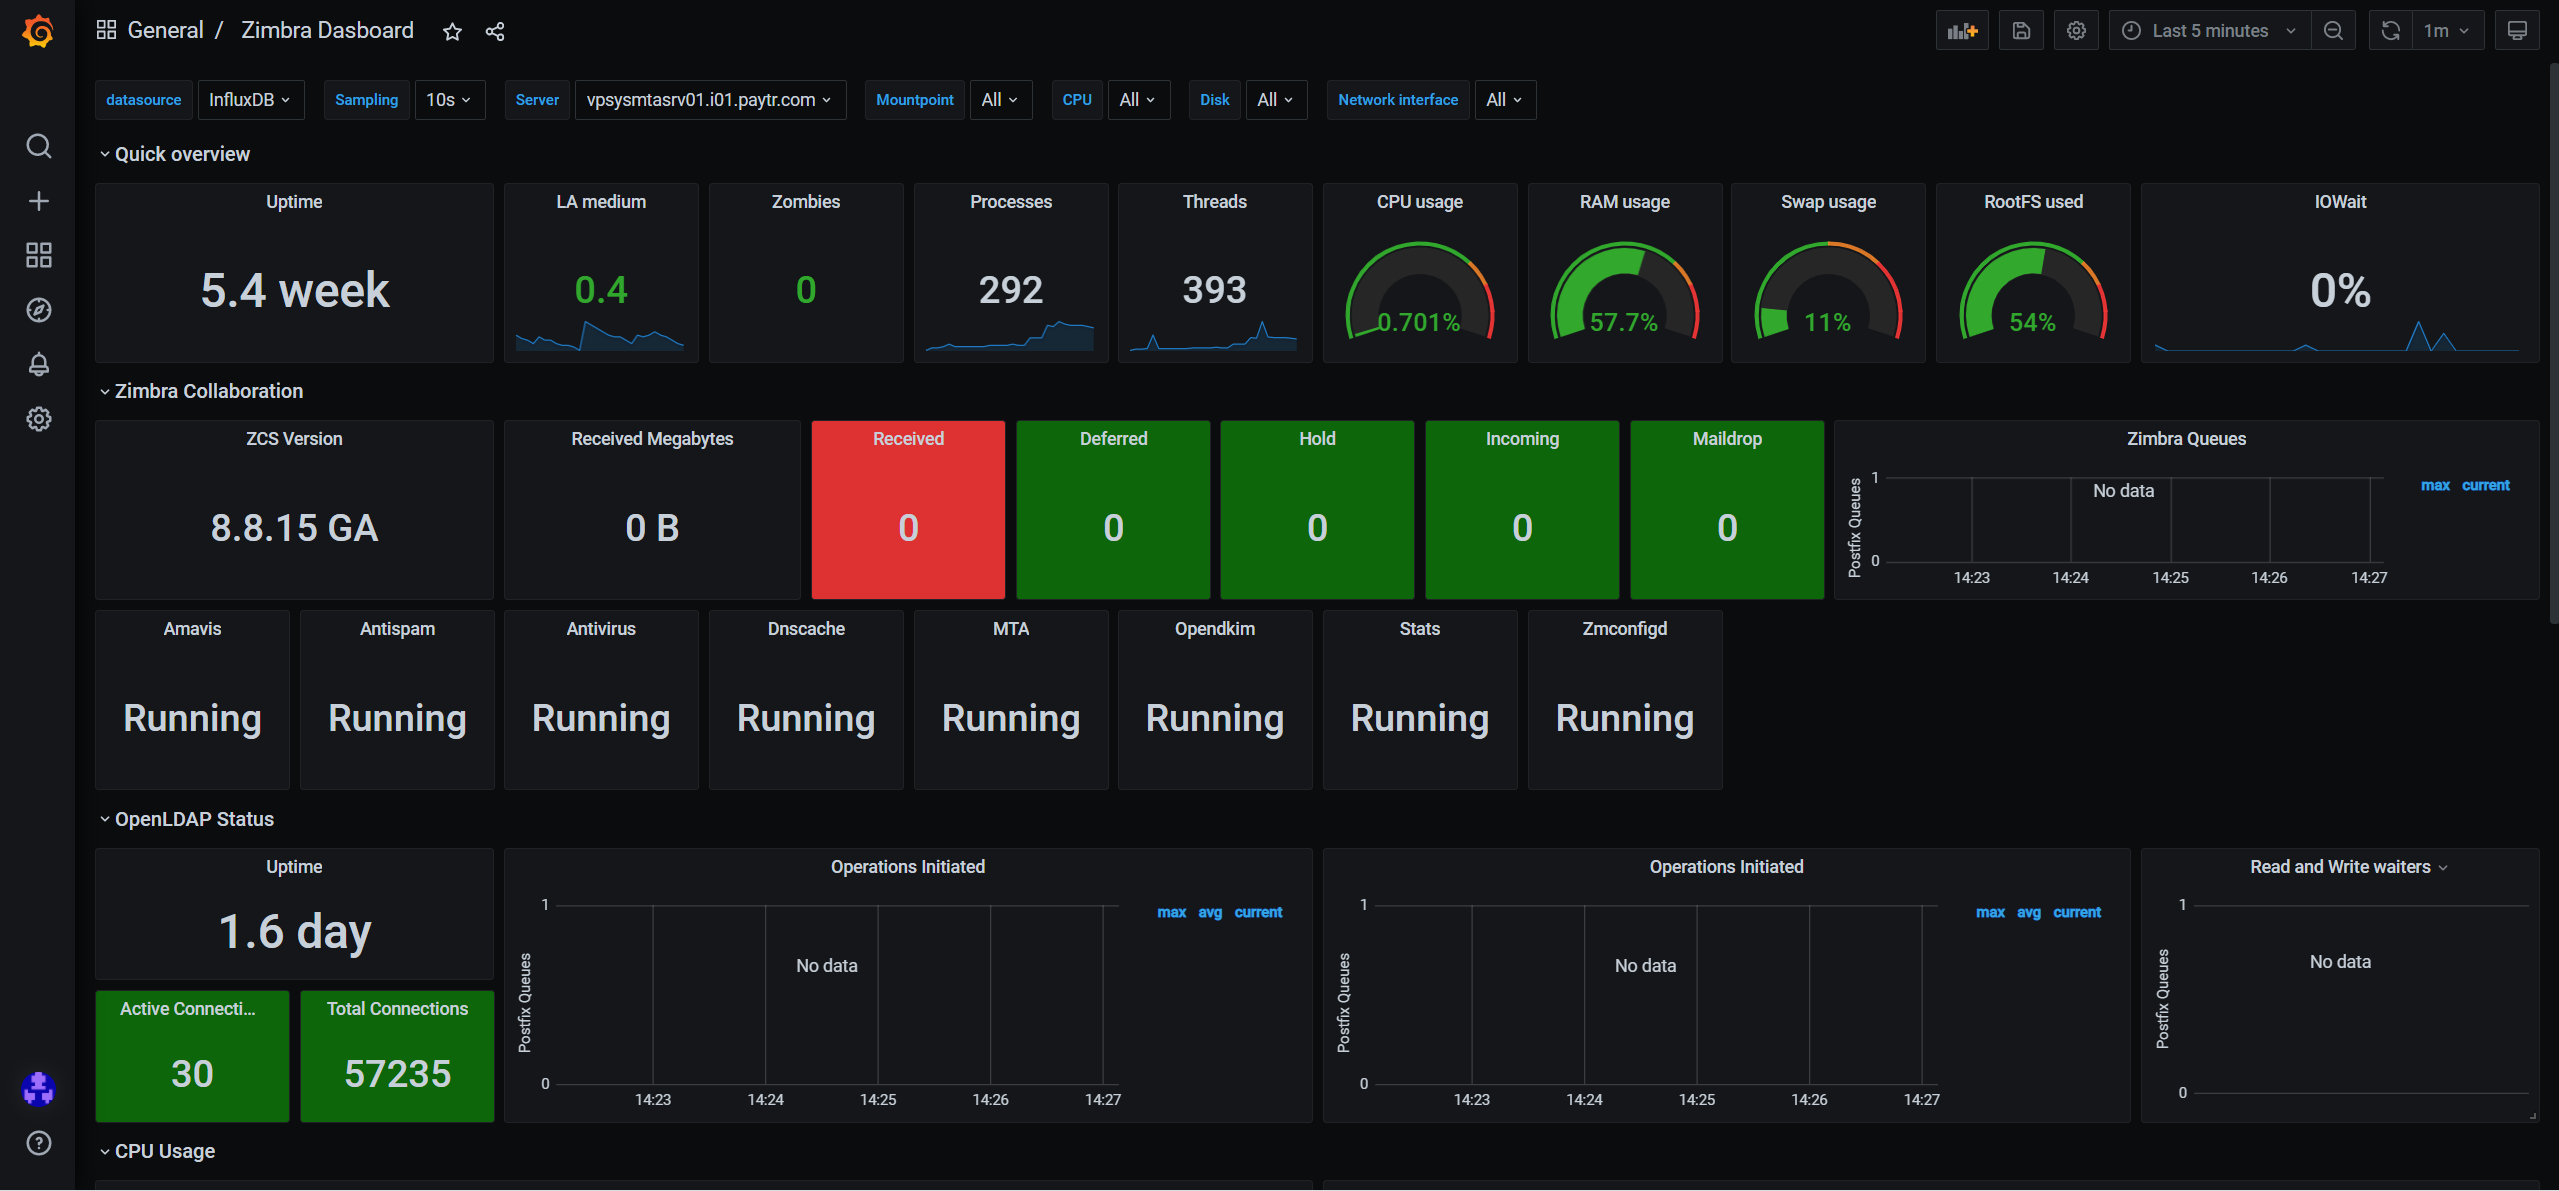 General / Zimbra Dasboard
Last 5 minutes
1m
datasource InfluxDB Sampling 10s Server vpsysmtasrv01.i01.paytr.com Mountpoint All CPU All Disk All Network interface All
Quick overview
Uptime
5.4 week
LA medium
0.4
Zombies
0
Processes
292
Threads
393
CPU usage
0.701%
RAM usage
57.7%
Swap usage
11%
RootFS used
54%
IOWait
0%
Zimbra Collaboration
ZCS Version
8.8.15 GA
Received Megabytes
0 B
Received
0
Deferred
0
Hold
0
Incoming
0
Maildrop
0
Zimbra Queues
Postfix Queues
1
0
No data
14:23 14:24 14:25 14:26 14:27
max current
Amavis
Running
Antispam
Running
Antivirus
Running
Dnscache
Running
MTA
Running
Opendkim
Running
Stats
Running
Zmconfigd
Running
OpenLDAP Status
Uptime
1.6 day
Active Connecti...
30
Total Connections
57235
Operations Initiated
Postfix Queues
1
0
No data
14:23 14:24 14:25 14:26 14:27
max avg current
Operations Initiated
Postfix Queues
1
0
No data
14:23 14:24 14:25 14:26 14:27
max avg current
Read and Write waiters
Postfix Queues
1
0
No data
CPU Usage